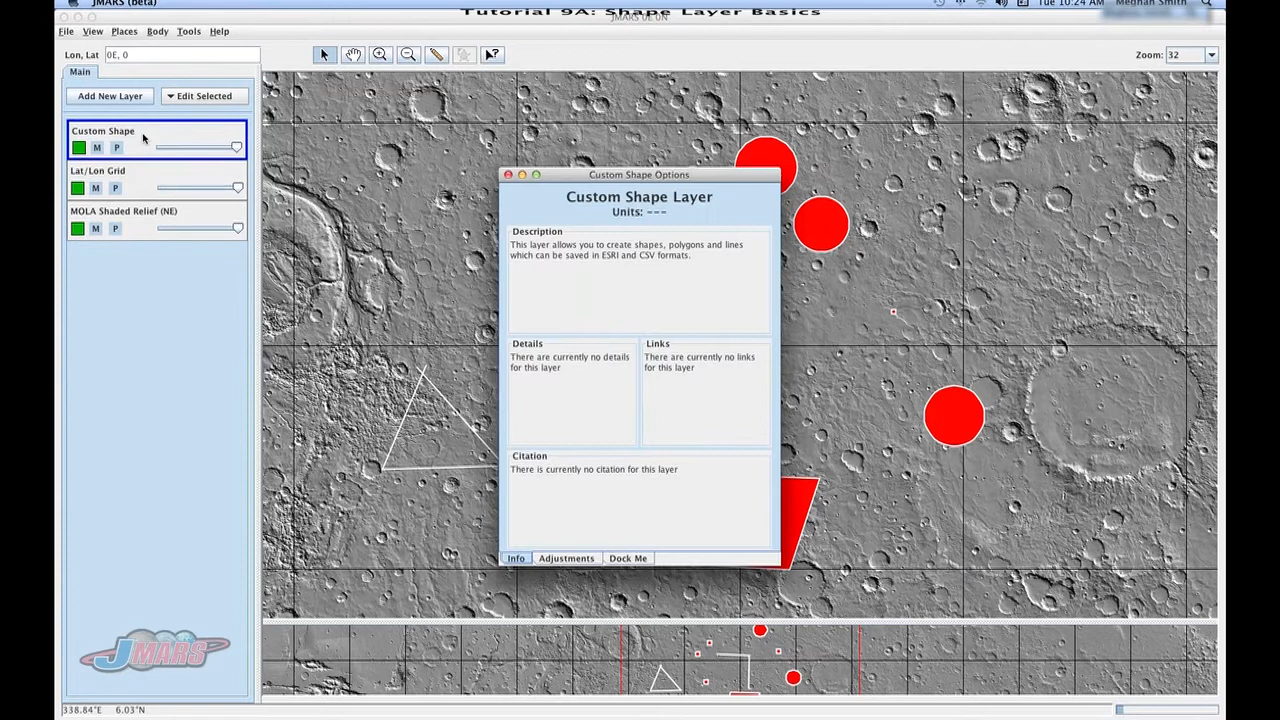 JMARS (beta)
Tue 10:24 AM Meghan Smith
Tutorial 9A: Shape Layer Basics
File View Places Body Tools Help
Lon, Lat 0E, 0
Zoom: 32
Main
Add New Layer Edit Selected
Custom Shape
M P
Lat/Lon Grid
M P
MOLA Shaded Relief (NE)
M P
Custom Shape Options
Custom Shape Layer
Units: ---
Description
This layer allows you to create shapes, polygons and lines
which can be saved in ESRI and CSV formats.
Details
There are currently no details
for this layer
Links
There are currently no links
for this layer
Citation
There is currently no citation for this layer
Info Adjustments Dock Me
JMARS
338.84°E 6.03°N